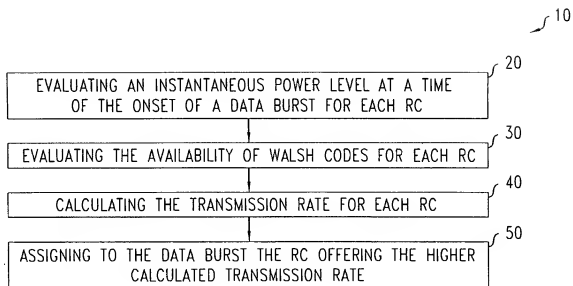 10
20
EVALUATING AN INSTANTANEOUS POWER LEVEL AT A TIME
OF THE ONSET OF A DATA BURST FOR EACH RC
30
EVALUATING THE AVAILABILITY OF WALSH CODES FOR EACH RC
40
CALCULATING THE TRANSMISSION RATE FOR EACH RC
50
ASSIGNING TO THE DATA BURST THE RC OFFERING THE HIGHER
CALCULATED TRANSMISSION RATE